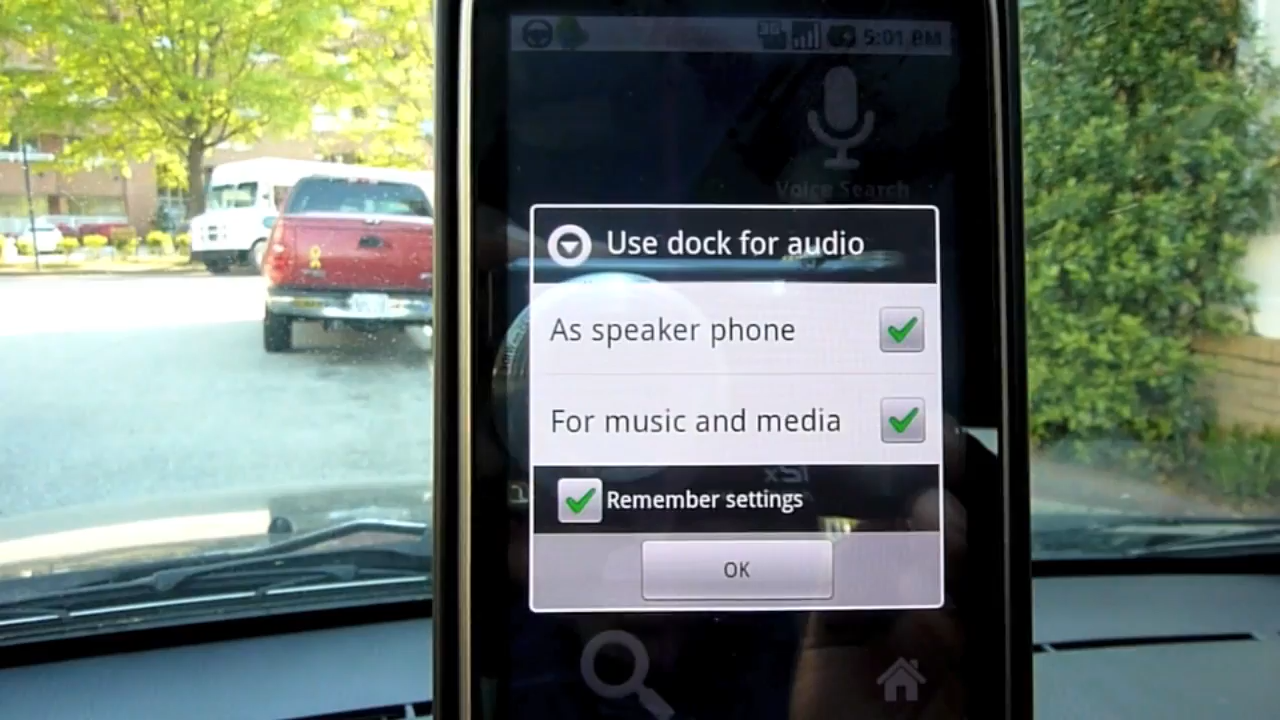 3G 5:01 PM
Voice Search
Use dock for audio
As speaker phone
For music and media
Remember settings
OK